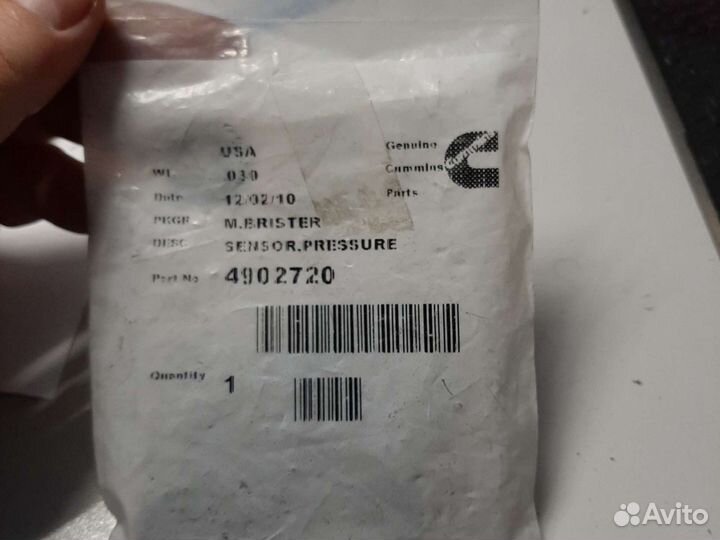 USA
Genuine
WT. 030
Cummins
Date 12/02/10
Parts
PKGR M.BRISTER
DESC SENSOR,PRESSURE
Part No 4902720
Quantity 1
Avito